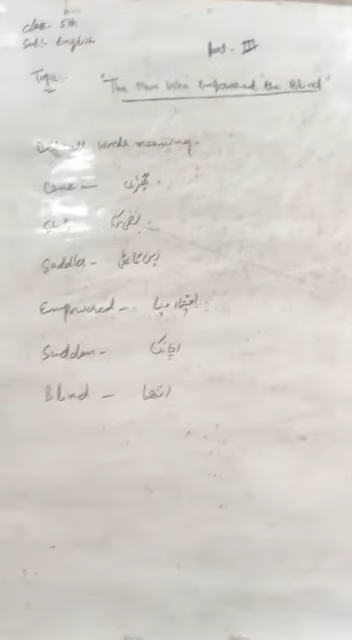 Class- 5th
Sub:- English
Topic "The Man Who Empowered the Blind"
Difficult words meaning.
Cane — چھڑی .
Saddler -
Empowered - اختیار دیا .
Sudden - اچانک
Blind — اندھا